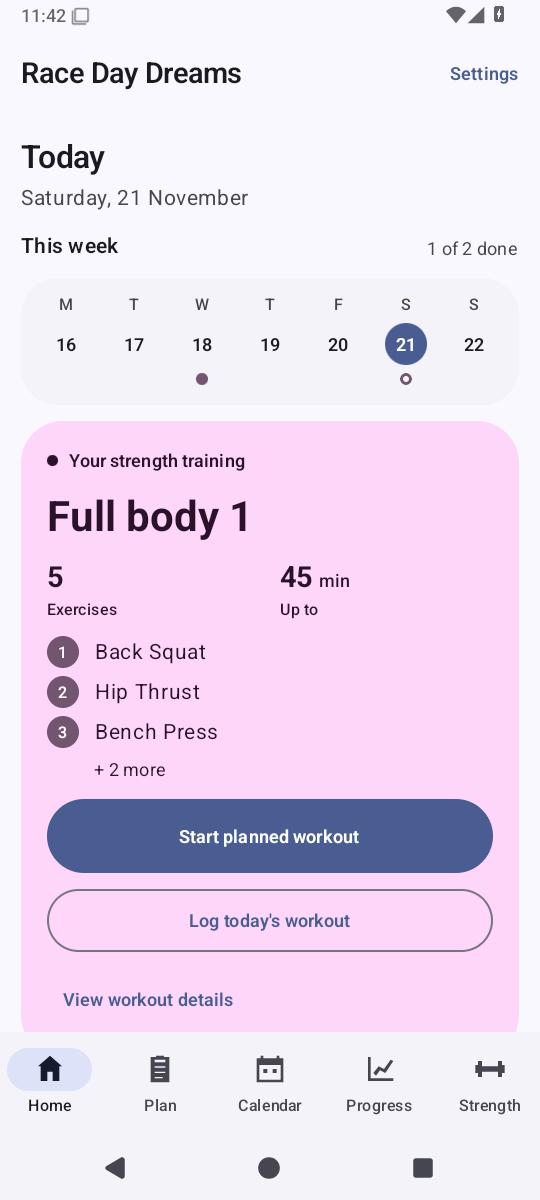 11:42
Race Day Dreams
Settings
Today
Saturday, 21 November
This week
1 of 2 done
M T W T F S S
16 17 18 19 20 21 22
Your strength training
Full body 1
5
45 min
Exercises
Up to
1 Back Squat
2 Hip Thrust
3 Bench Press
+ 2 more
Start planned workout
Log today's workout
View workout details
Home Plan Calendar Progress Strength